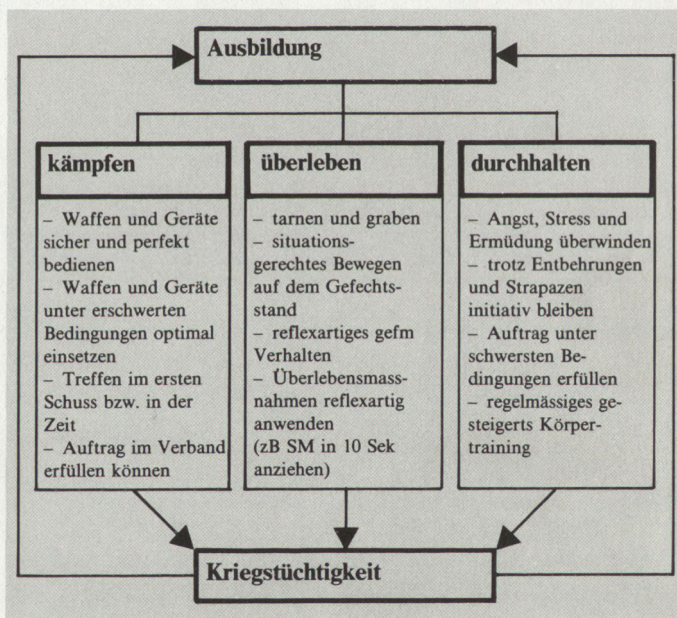 Ausbildung
kämpfen
– Waffen und Geräte
sicher und perfekt
bedienen
– Waffen und Geräte
unter erschwerten
Bedingungen optimal
einsetzen
– Treffen im ersten
Schuss bzw. in der
Zeit
– Auftrag im Verband
erfüllen können
überleben
– tarnen und graben
– situations-
gerechtes Bewegen
auf dem Gefechts-
stand
– reflexartiges gefm
Verhalten
– Überlebensmass-
nahmen reflexartig
anwenden
(zB SM in 10 Sek
anziehen)
durchhalten
– Angst, Stress und
Ermüdung überwinden
– trotz Entbehrungen
und Strapazen
initiativ bleiben
– Auftrag unter
schwersten Be-
dingungen erfüllen
– regelmässiges ge-
steigerts Körper-
training
Kriegstüchtigkeit